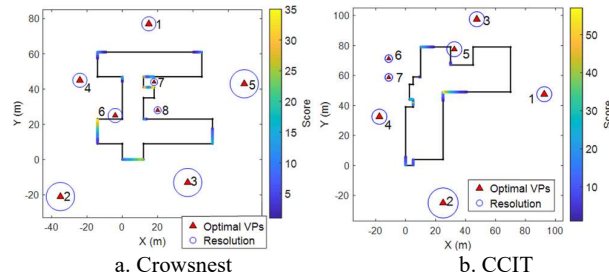 a.
35
100
50
80
1
3
60
5
30
80
6
40
4
5
25
60
7
40
7
20
1
30
20
6
8
15
40
4
20
0
3
10
20
10
-20
2
5
0
2
Optimal VPs
Resolution
Optimal VPs
Resolution
-40 -20 0 20 40 60
-20 0 20 40 60 80 100
X (m)
X (m)
Y (m)
Y (m)
Score
Score
a. Crowsnest
b. CCIT